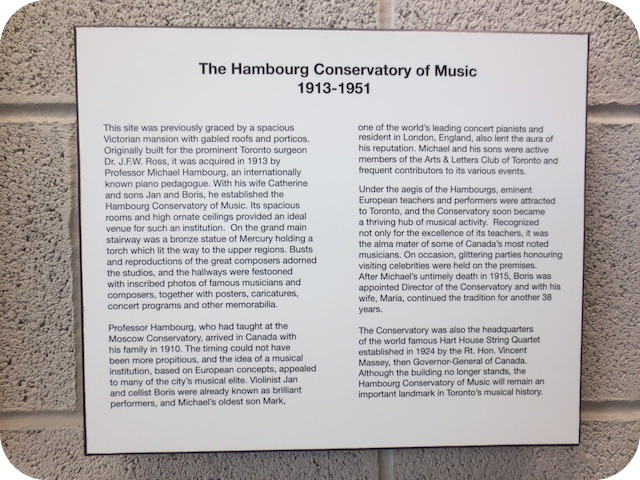 The Hambourg Conservatory of Music
1913-1951
This site was previously graced by a spacious
Victorian mansion with gabled roofs and porticos.
Originally built for the prominent Toronto surgeon
Dr. J.F.W. Ross, it was acquired in 1913 by
Professor Michael Hambourg, an internationally
known piano pedagogue. With his wife Catherine
and sons Jan and Boris, he established the
Hambourg Conservatory of Music. Its spacious
rooms and high ornate ceilings provided an ideal
venue for such an institution. On the grand main
stairway was a bronze statue of Mercury holding a
torch which lit the way to the upper regions. Busts
and reproductions of the great composers adorned
the studios, and the hallways were festooned
with inscribed photos of famous musicians and
composers, together with posters, caricatures,
concert programs and other memorabilia.
Professor Hambourg, who had taught at the
Moscow Conservatory, arrived in Canada with
his family in 1910. The timing could not have
been more propitious, and the idea of a musical
institution, based on European concepts, appealed
to many of the city's musical elite. Violinist Jan
and cellist Boris were already known as brilliant
performers, and Michael's oldest son Mark,
one of the world's leading concert pianists and
resident in London, England, also lent the aura of
his reputation. Michael and his sons were active
members of the Arts & Letters Club of Toronto and
frequent contributors to its various events.
Under the aegis of the Hambourgs, eminent
European teachers and performers were attracted
to Toronto, and the Conservatory soon became
a thriving hub of musical activity. Recognized
not only for the excellence of its teachers, it was
the alma mater of some of Canada's most noted
musicians. On occasion, glittering parties honouring
visiting celebrities were held on the premises.
After Michael's untimely death in 1915, Boris was
appointed Director of the Conservatory and with his
wife, Maria, continued the tradition for another 38
years.
The Conservatory was also the headquarters
of the world famous Hart House String Quartet
established in 1924 by the Rt. Hon. Vincent
Massey, then Governor-General of Canada.
Although the building no longer stands, the
Hambourg Conservatory of Music will remain an
important landmark in Toronto's musical history.